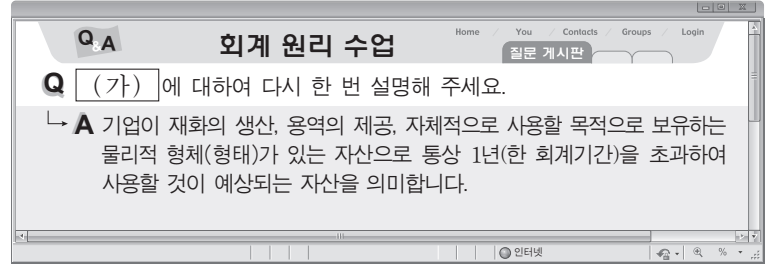 Q&A 회계 원리 수업 Home / You / Contacts / Groups / Login
질문 게시판
Q (가) 에 대하여 다시 한 번 설명해 주세요.
A 기업이 재화의 생산, 용역의 제공, 자체적으로 사용할 목적으로 보유하는
물리적 형체(형태)가 있는 자산으로 통상 1년(한 회계기간)을 초과하여
사용할 것이 예상되는 자산을 의미합니다.
인터넷 %